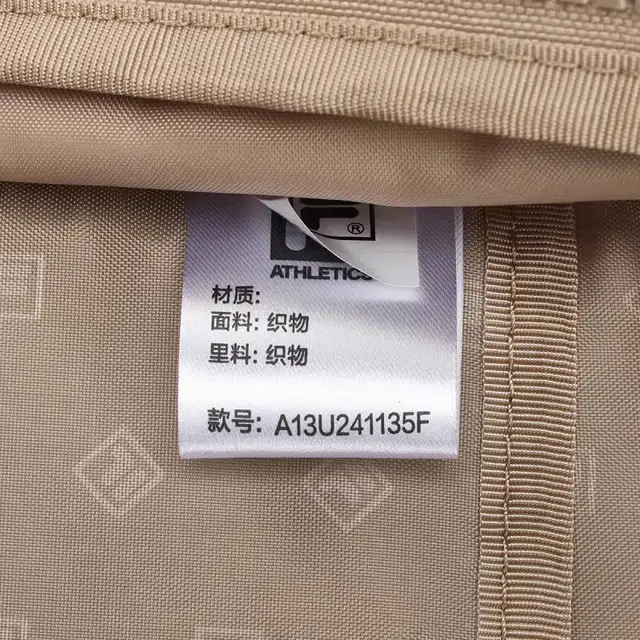 F®
ATHLETICS
材质:
面料: 织物
里料: 织物
款号: A13U241135F